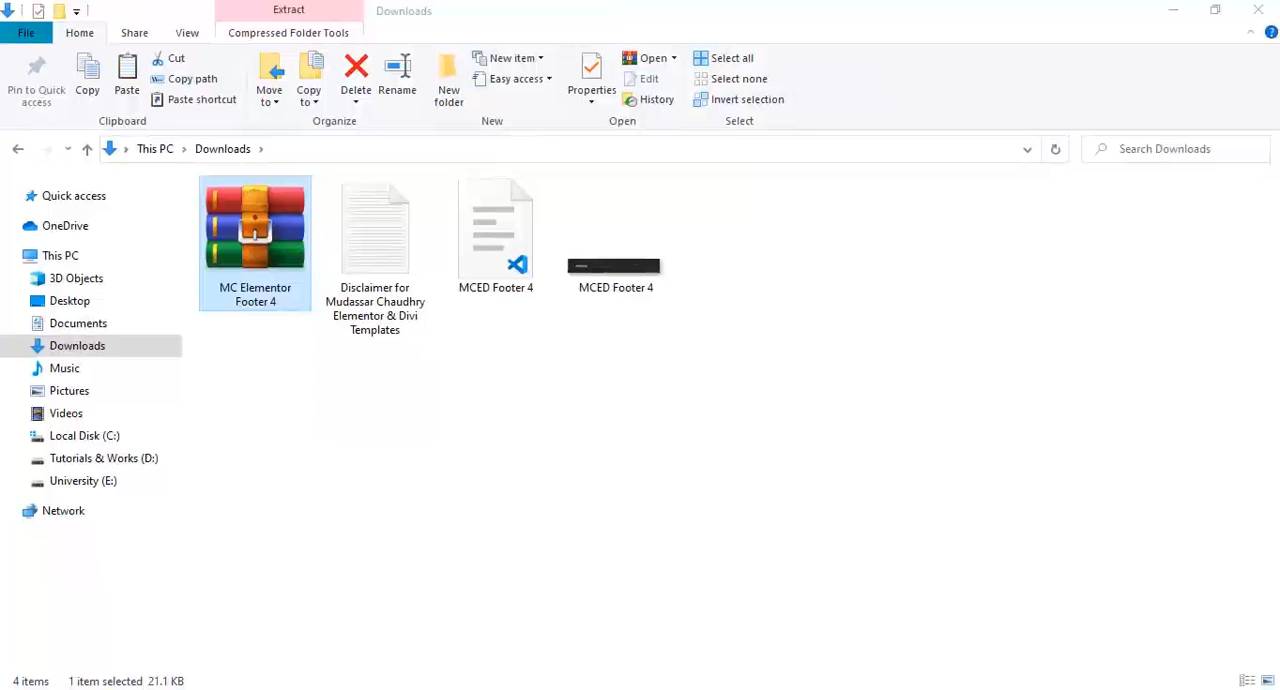 Extract
Downloads
File
Home
Share
View
Compressed Folder Tools
Pin to Quick
access
Copy
Paste
Cut
Copy path
Paste shortcut
Clipboard
Move
to
Copy
to
Delete
Rename
Organize
New
folder
New item
Easy access
New
Properties
Open
Edit
History
Open
Select all
Select none
Invert selection
Select
This PC
Downloads
Search Downloads
Quick access
OneDrive
This PC
3D Objects
Desktop
Documents
Downloads
Music
Pictures
Videos
Local Disk (C:)
Tutorials & Works (D:)
University (E:)
Network
MC Elementor
Footer 4
Disclaimer for
Mudassar Chaudhry
Elementor & Divi
Templates
MCED Footer 4
MCED Footer 4
4 items
1 item selected 21.1 KB